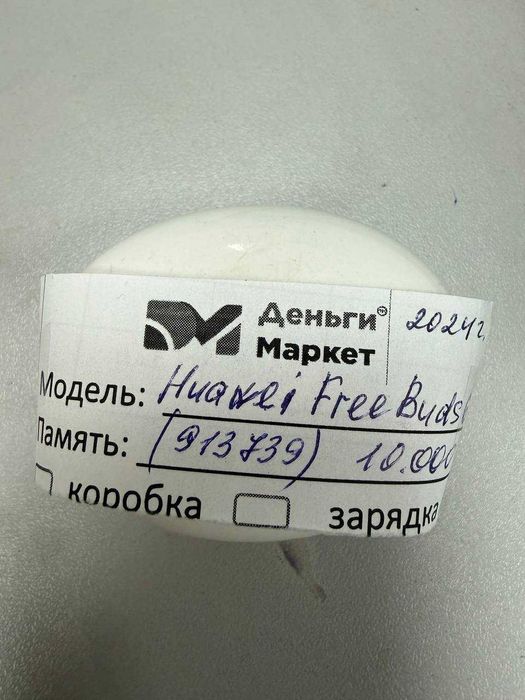 Деньги® 2024г.
Маркет
Модель: Huawei FreeBuds
Память: (913739) 10.000
коробка зарядка